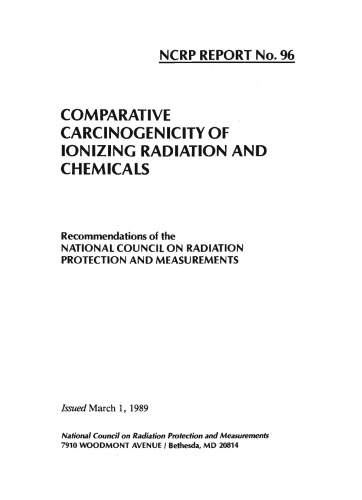 NCRP REPORT No. 96
COMPARATIVE
CARCINOGENICITY OF
IONIZING RADIATION AND
CHEMICALS
Recommendations of the
NATIONAL COUNCIL ON RADIATION
PROTECTION AND MEASUREMENTS
Issued March 1, 1989
National Council on Radiation Protection and Measurements
7910 WOODMONT AVENUE / Bethesda, MD 20814